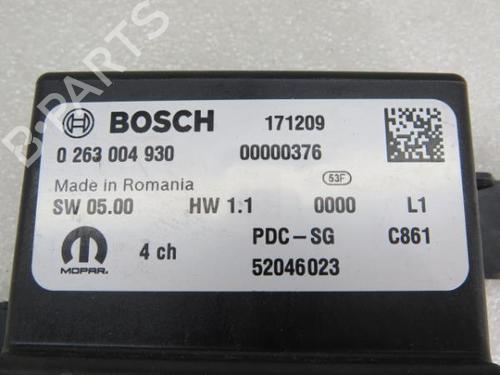 B-PARTS
BOSCH 171209
0 263 004 930 00000376
Made in Romania 53F
SW 05.00 HW 1.1 0000 L1
MOPAR. 4 ch PDC-SG C861
52046023